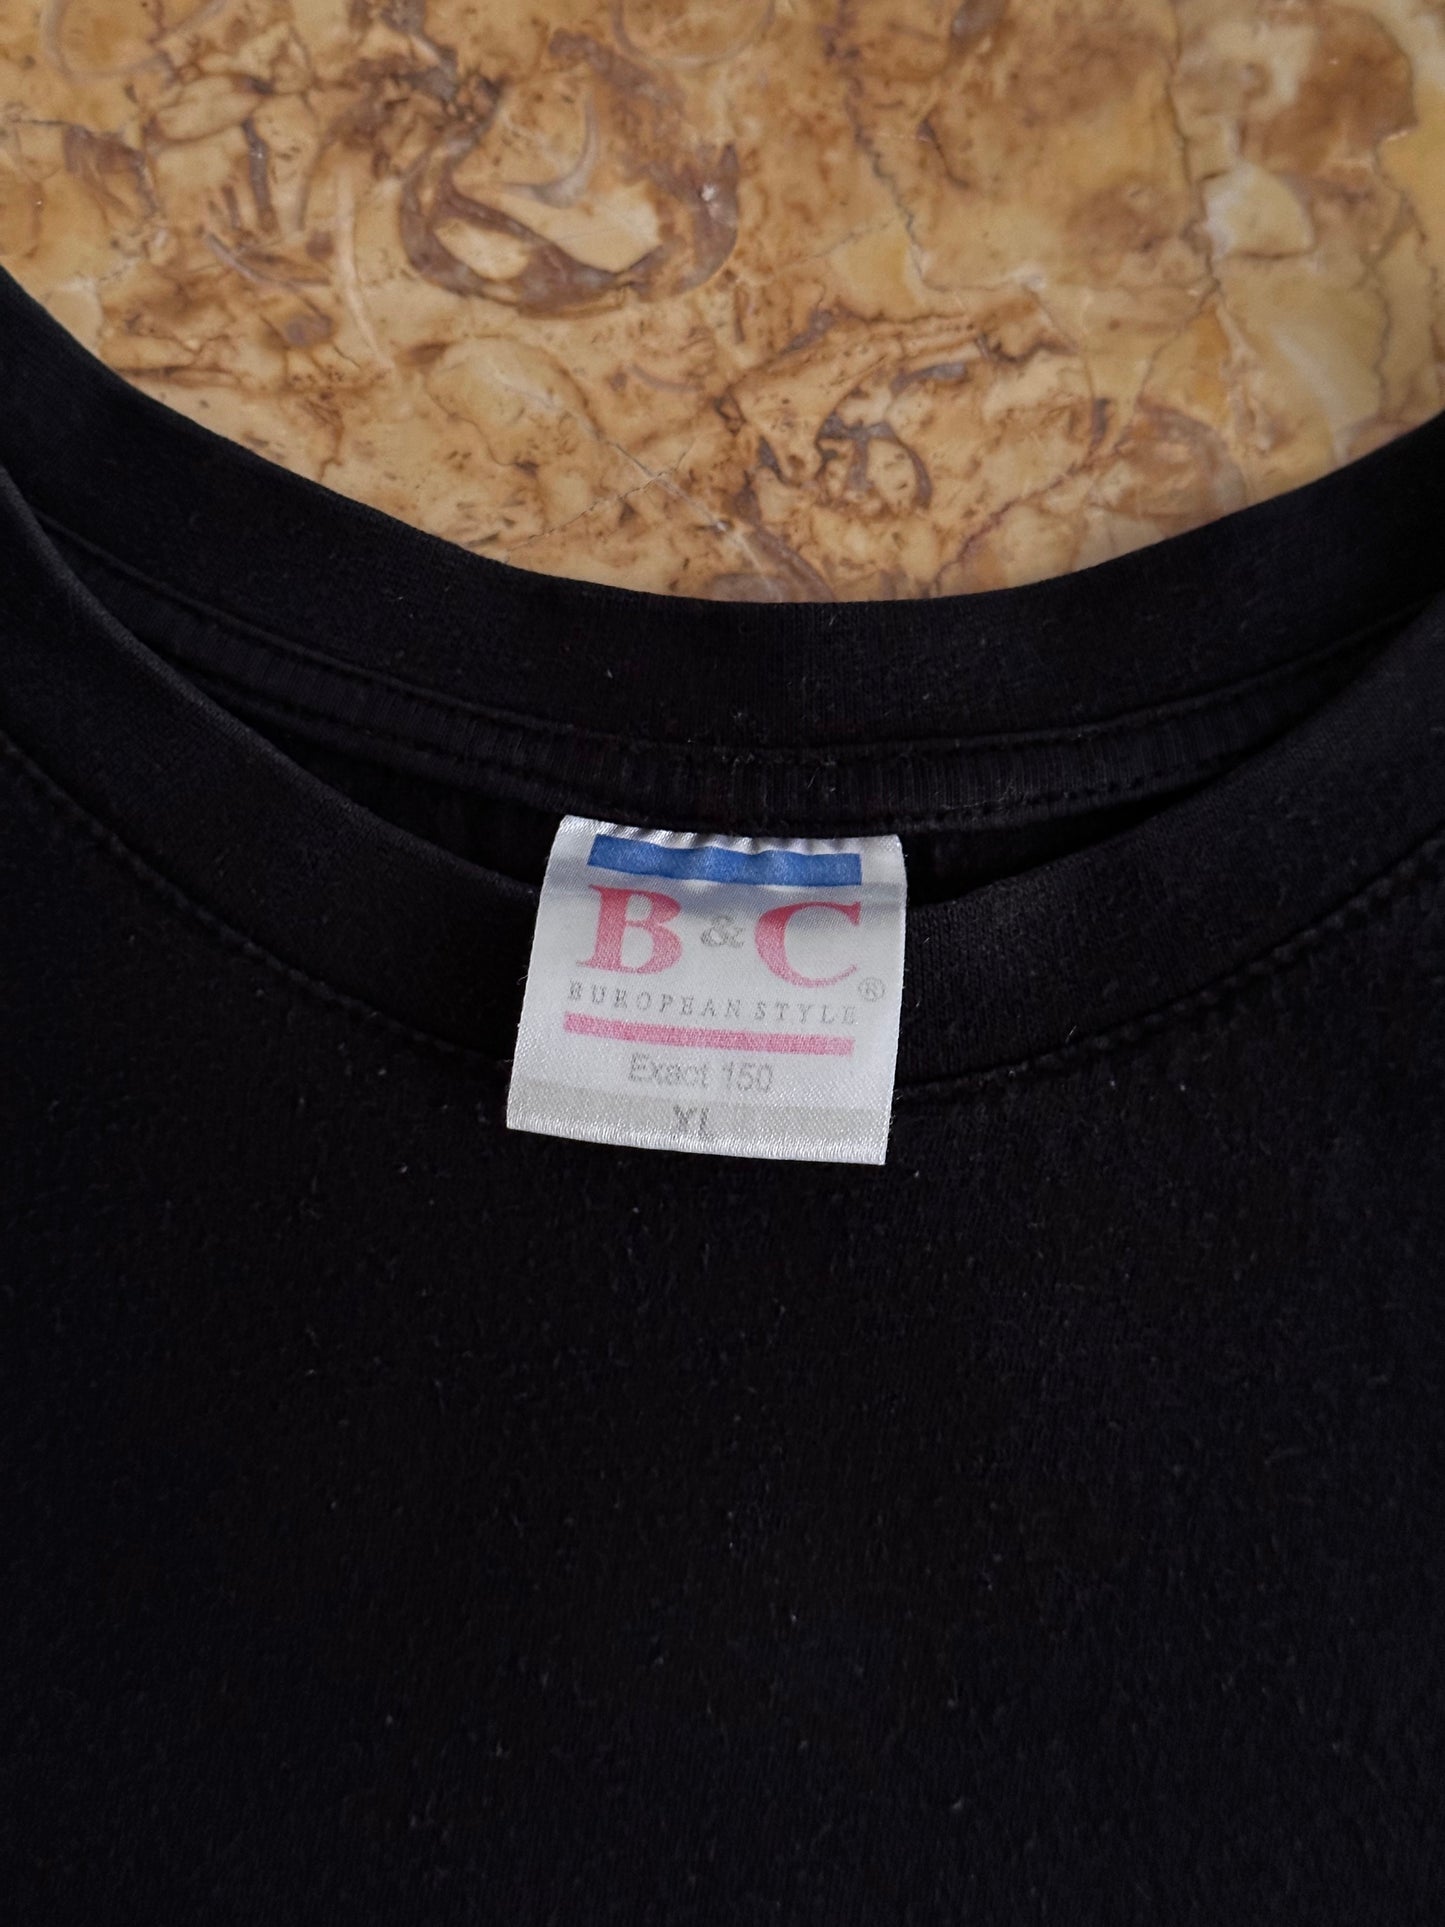 B & C ®
EUROPEAN STYLE
Exact 150
XL